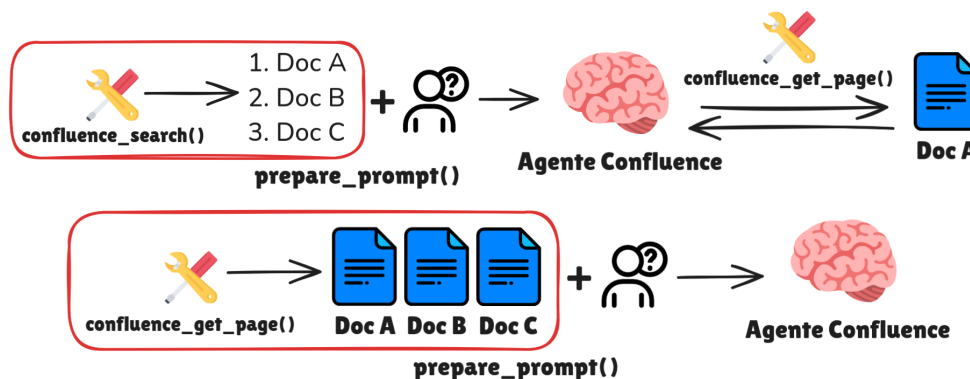 1. Doc A
2. Doc B
3. Doc C
confluence_search()
prepare_prompt()
Agente Confluence
confluence_get_page()
Doc A
confluence_get_page()
Doc A Doc B Doc C
prepare_prompt()
Agente Confluence